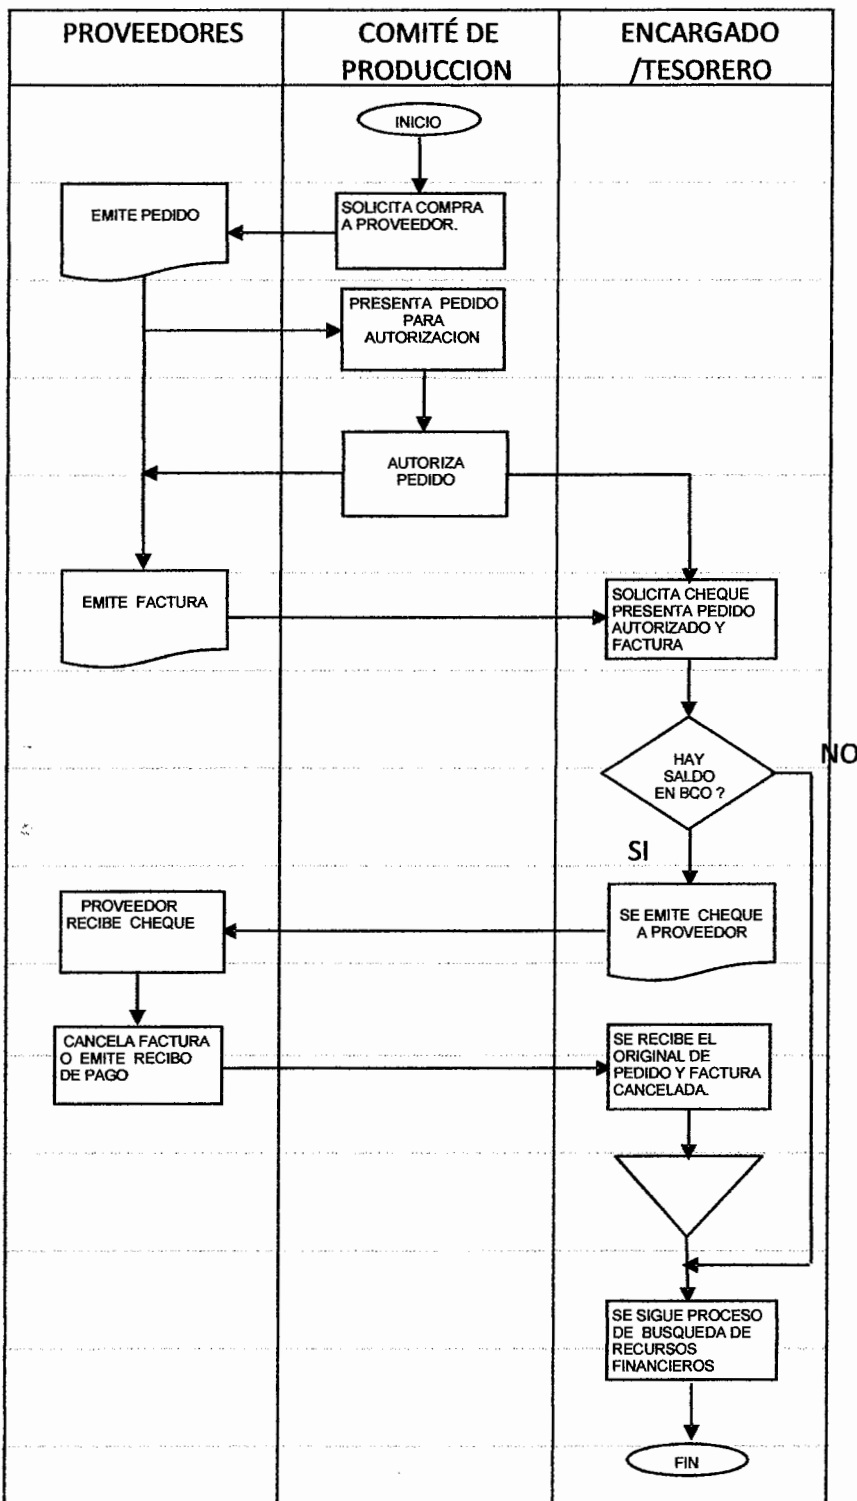 PROVEEDORES
COMITÉ DE
PRODUCCION
ENCARGADO
/TESORERO
INICIO
SOLICITA COMPRA
A PROVEEDOR.
EMITE PEDIDO
PRESENTA PEDIDO
PARA
AUTORIZACION
AUTORIZA
PEDIDO
EMITE FACTURA
SOLICITA CHEQUE
PRESENTA PEDIDO
AUTORIZADO Y
FACTURA
HAY
SALDO
EN BCO ?
NO
SI
SE EMITE CHEQUE
A PROVEEDOR
PROVEEDOR
RECIBE CHEQUE
CANCELA FACTURA
O EMITE RECIBO
DE PAGO
SE RECIBE EL
ORIGINAL DE
PEDIDO Y FACTURA
CANCELADA.
SE SIGUE PROCESO
DE BUSQUEDA DE
RECURSOS
FINANCIEROS
FIN